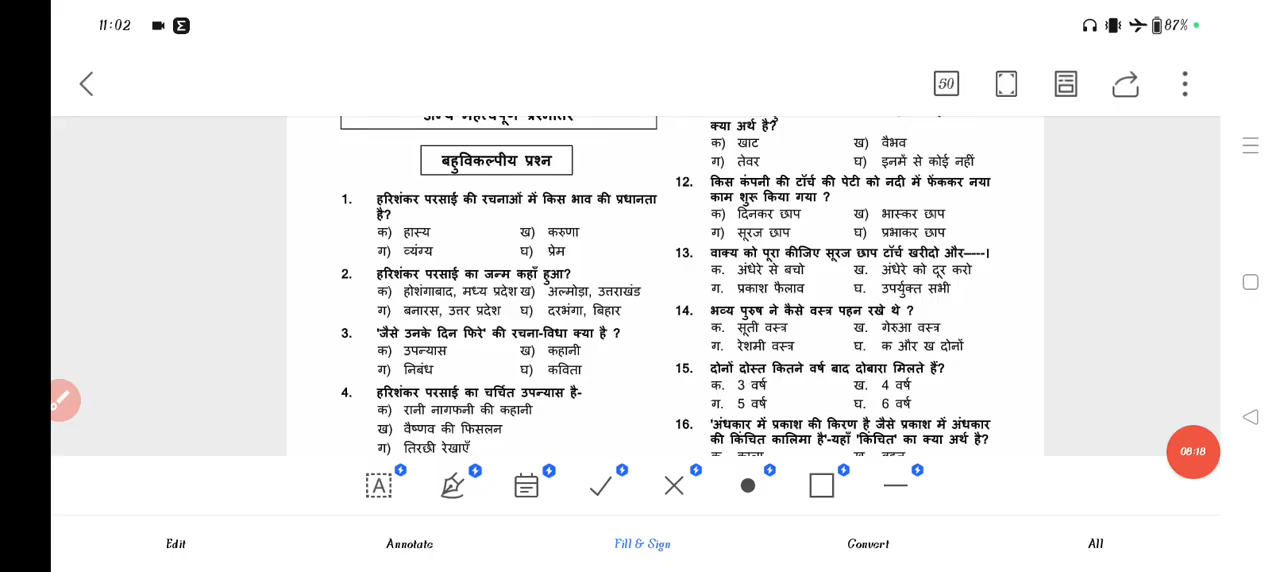 11:02
87%
50
अन्य महत्वपूर्ण प्रश्नोत्तर
बहुविकल्पीय प्रश्न
1. हरिशंकर परसाई की रचनाओं में किस भाव की प्रधानता
है?
क) हास्य ख) करुणा
ग) व्यंग्य घ) प्रेम
2. हरिशंकर परसाई का जन्म कहाँ हुआ?
क) होशंगाबाद, मध्य प्रदेश ख) अल्मोड़ा, उत्तराखंड
ग) बनारस, उत्तर प्रदेश घ) दरभंगा, बिहार
3. 'जैसे उनके दिन फिरे' की रचना-विधा क्या है ?
क) उपन्यास ख) कहानी
ग) निबंध घ) कविता
4. हरिशंकर परसाई का चर्चित उपन्यास है-
क) रानी नागफनी की कहानी
ख) वैष्णव की फिसलन
ग) तिरछी रेखाएँ
क्या अर्थ है?
क) खाट ख) वैभव
ग) तेवर घ) इनमें से कोई नहीं
12. किस कंपनी की टॉर्च की पेटी को नदी में फेंककर नया
काम शुरू किया गया ?
क) दिनकर छाप ख) भास्कर छाप
ग) सूरज छाप घ) प्रभाकर छाप
13. वाक्य को पूरा कीजिए सूरज छाप टॉर्च खरीदो और-----।
क. अंधेरे से बचो ख. अंधेरे को दूर करो
ग. प्रकाश फैलाव घ. उपर्युक्त सभी
14. भव्य पुरुष ने कैसे वस्त्र पहन रखे थे ?
क. सूती वस्त्र ख. गेरुआ वस्त्र
ग. रेशमी वस्त्र घ. क और ख दोनों
15. दोनों दोस्त कितने वर्ष बाद दोबारा मिलते हैं?
क. 3 वर्ष ख. 4 वर्ष
ग. 5 वर्ष घ. 6 वर्ष
16. 'अंधकार में प्रकाश की किरण है जैसे प्रकाश में अंधकार
की किंचित कालिमा है'-यहाँ 'किंचित' का क्या अर्थ है?
08:18
A
Edit Annotate Fill & Sign Convert All